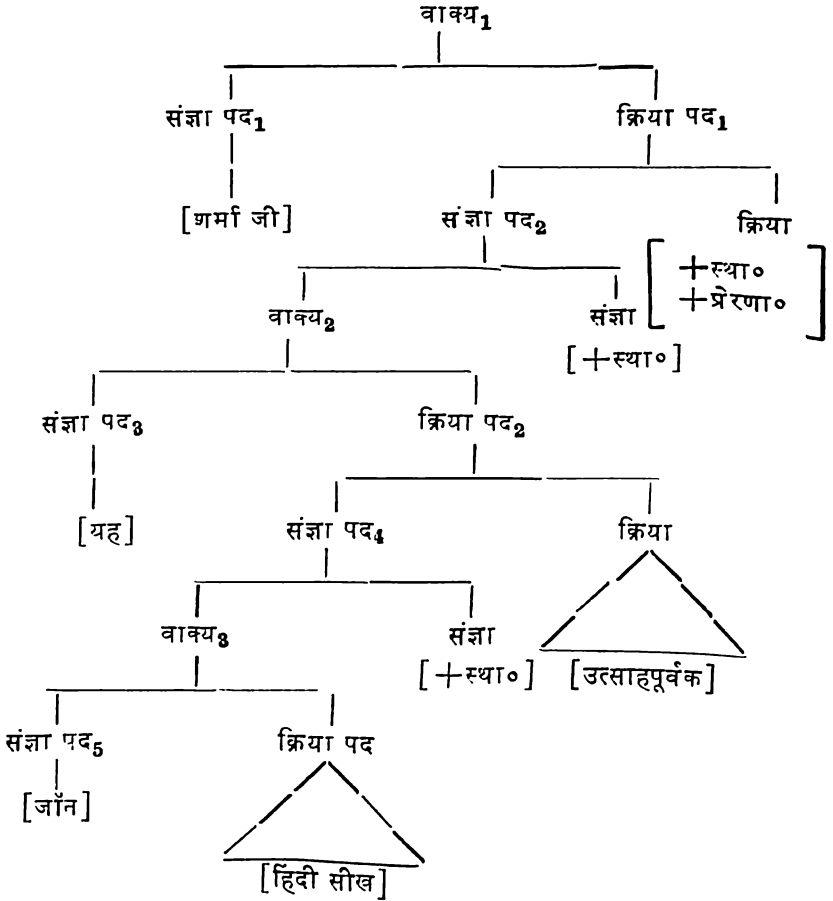 वाक्य₁
संज्ञा पद₁ क्रिया पद₁
[शर्मा जी] संज्ञा पद₂ क्रिया
[+स्था०
+प्रेरणा०]
वाक्य₂ संज्ञा
[+स्था०]
संज्ञा पद₃ क्रिया पद₂
[यह] संज्ञा पद₄ क्रिया
वाक्य₃ संज्ञा
[+स्था०] [उत्साहपूर्वक]
संज्ञा पद₅ क्रिया पद
[जॉन]
[हिंदी सीख]